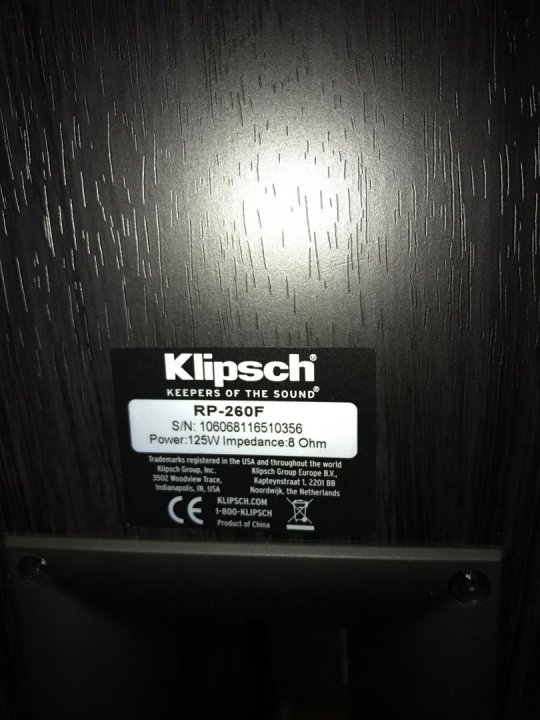 Klipsch®
KEEPERS OF THE SOUND®
RP-260F
S/N: 106068116510356
Power:125W Impedance:8 Ohm
Trademarks registered in the USA and throughout the world
Klipsch Group, Inc.
3502 Woodview Trace,
Indianapolis, IN, USA
Klipsch Group Europe B.V.,
Kapteynstraat 1, 2201 BB
Noordwijk, the Netherlands
CE
KLIPSCH.COM
1-800-KLIPSCH
Product of China